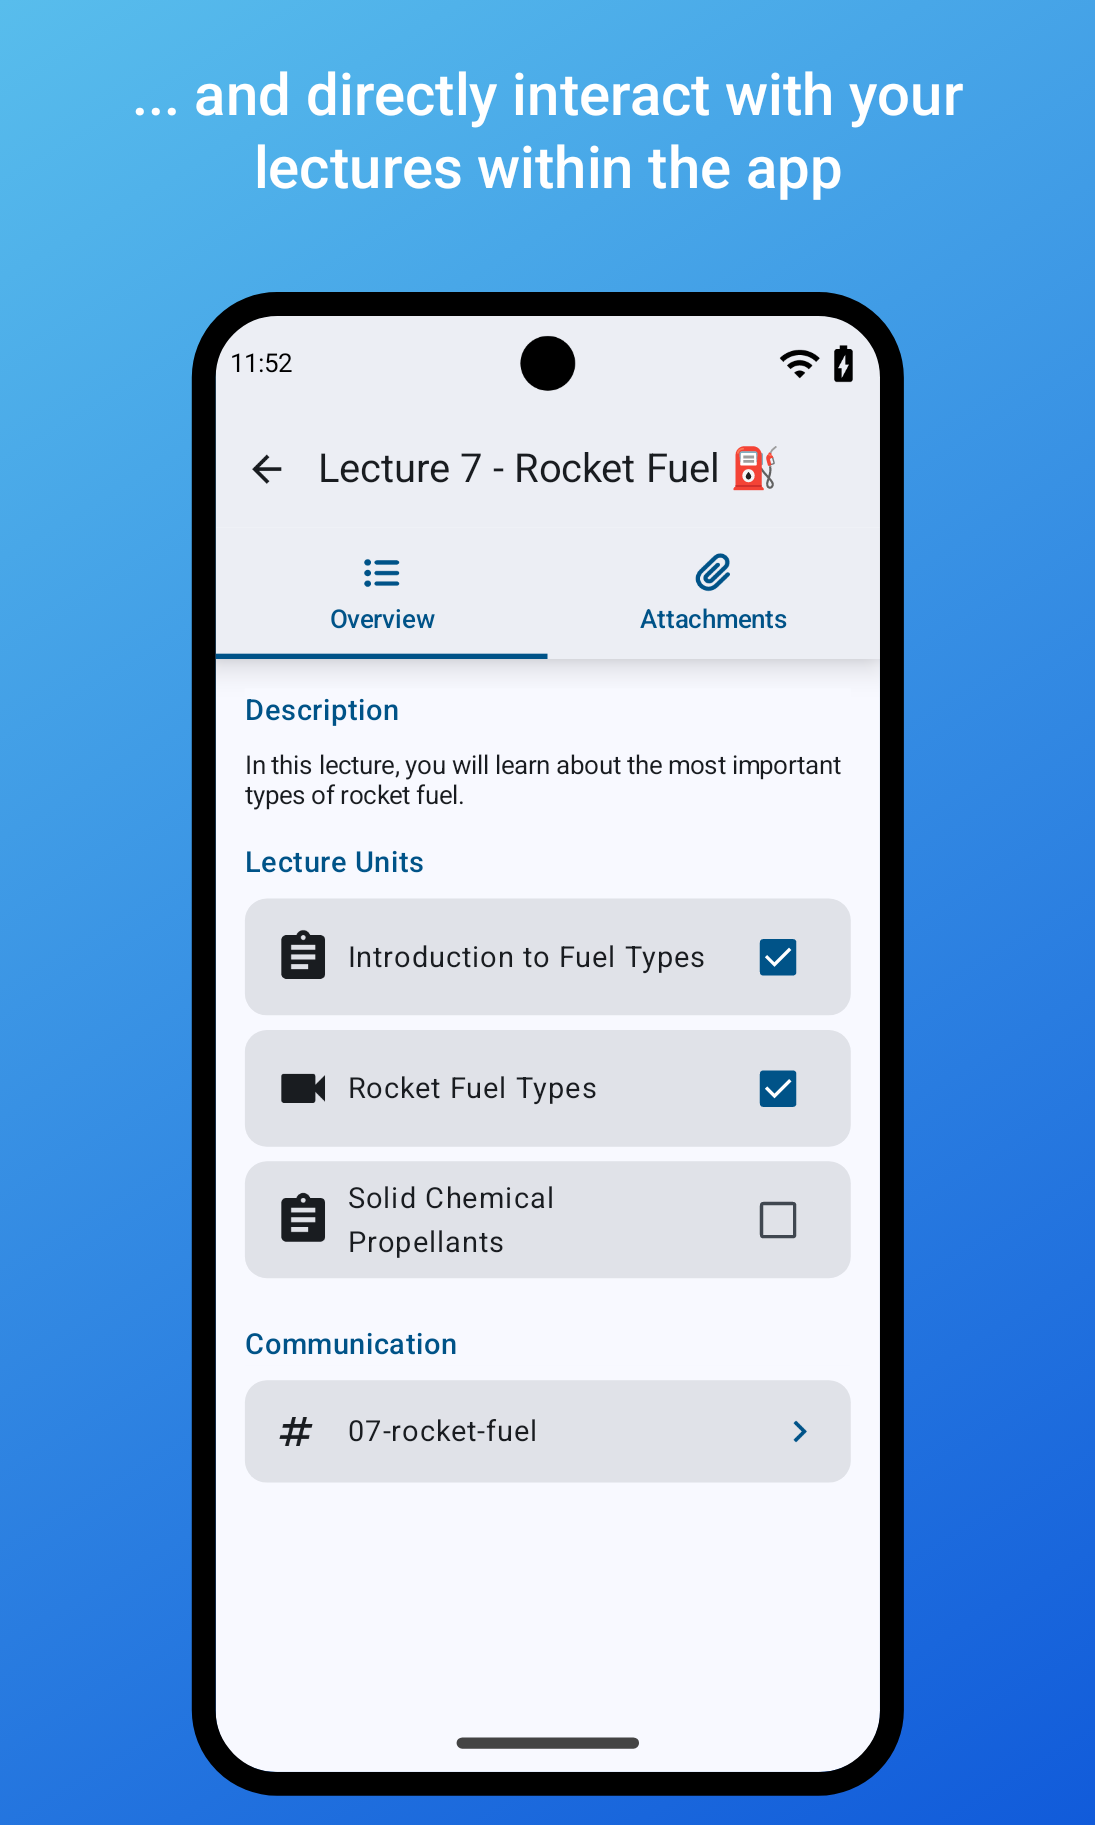 ... and directly interact with your
lectures within the app
11:52
Lecture 7 - Rocket Fuel ⛽
Overview
Attachments
Description
In this lecture, you will learn about the most important
types of rocket fuel.
Lecture Units
Introduction to Fuel Types
Rocket Fuel Types
Solid Chemical
Propellants
Communication
# 07-rocket-fuel